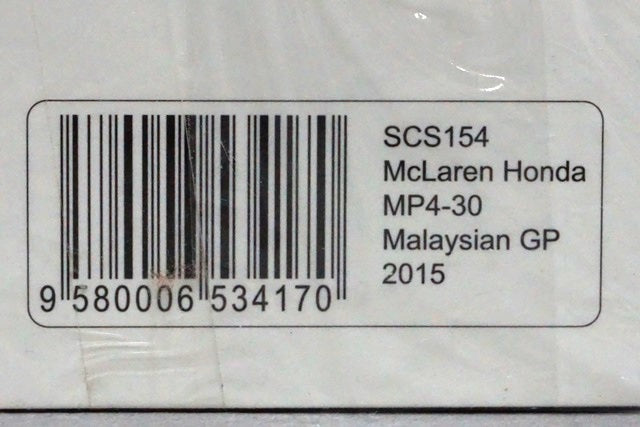 SCS154
McLaren Honda
MP4-30
Malaysian GP
2015
9 580006 534170